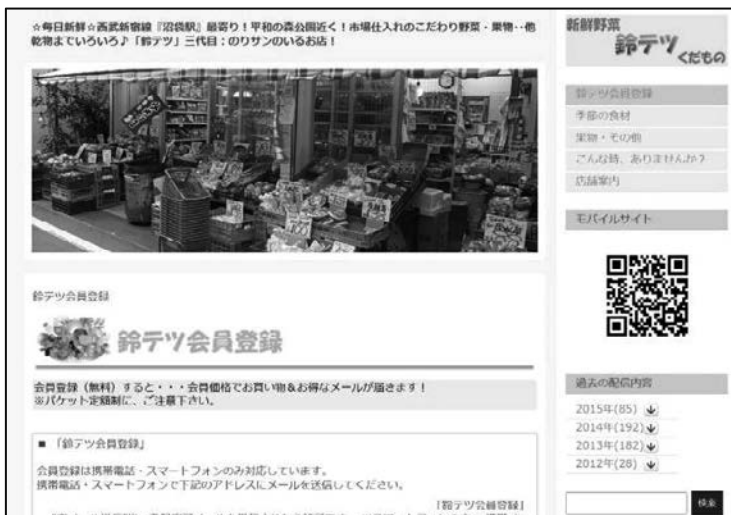 ☆毎日新鮮☆西武新宿線『沼袋駅』最寄り!平和の森公園近く!市場仕入れのこだわり野菜・果物・・他
乾物までいろいろ♪「鈴テツ」三代目:のりサンのいるお店!
鈴テツ会員登録
鈴テツ会員登録
会員登録(無料)すると・・・会員価格でお買い物&お得なメールが届きます!
※パケット定額制に、ご注意下さい。
■ 「鈴テツ会員登録」
会員登録は携帯電話・スマートフォンのみ対応しています。
携帯電話・スマートフォンで下記のアドレスにメールを送信してください。
「鈴テツ会員登録」
新鮮野菜
鈴テツ
くだもの
鈴テツ会員登録
季節の食材
果物・その他
こんな時、ありませんか?
店舗案内
モバイルサイト
過去の配信内容
2015年(85)
2014年(192)
2013年(182)
2012年(28)
検索